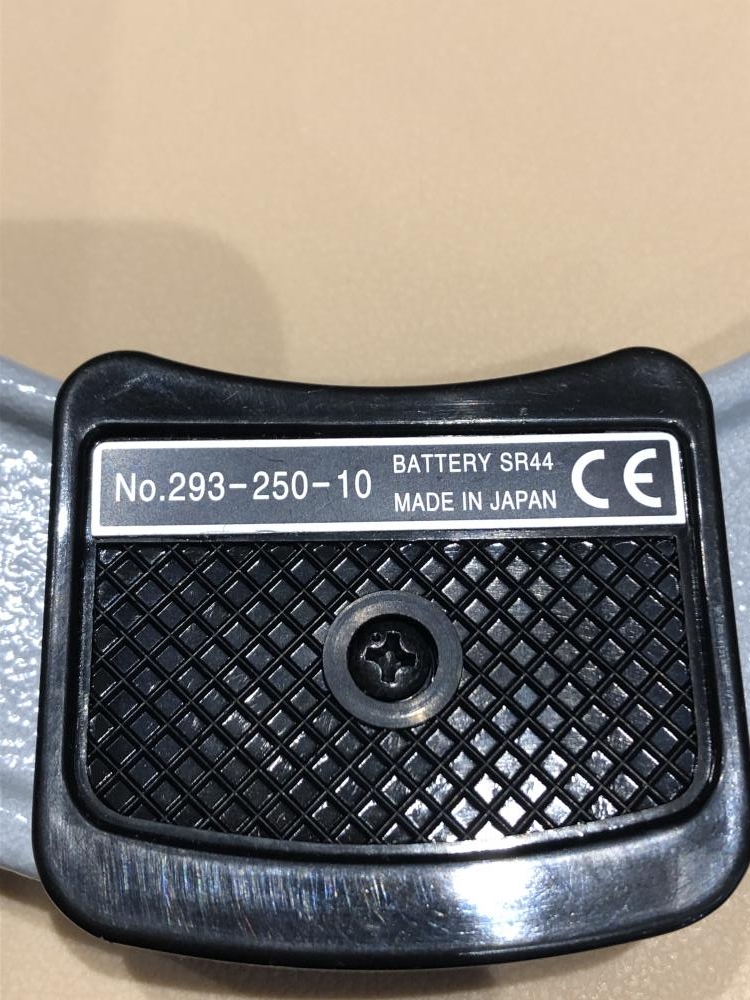 No.293-250-10
BATTERY SR44
MADE IN JAPAN
CE